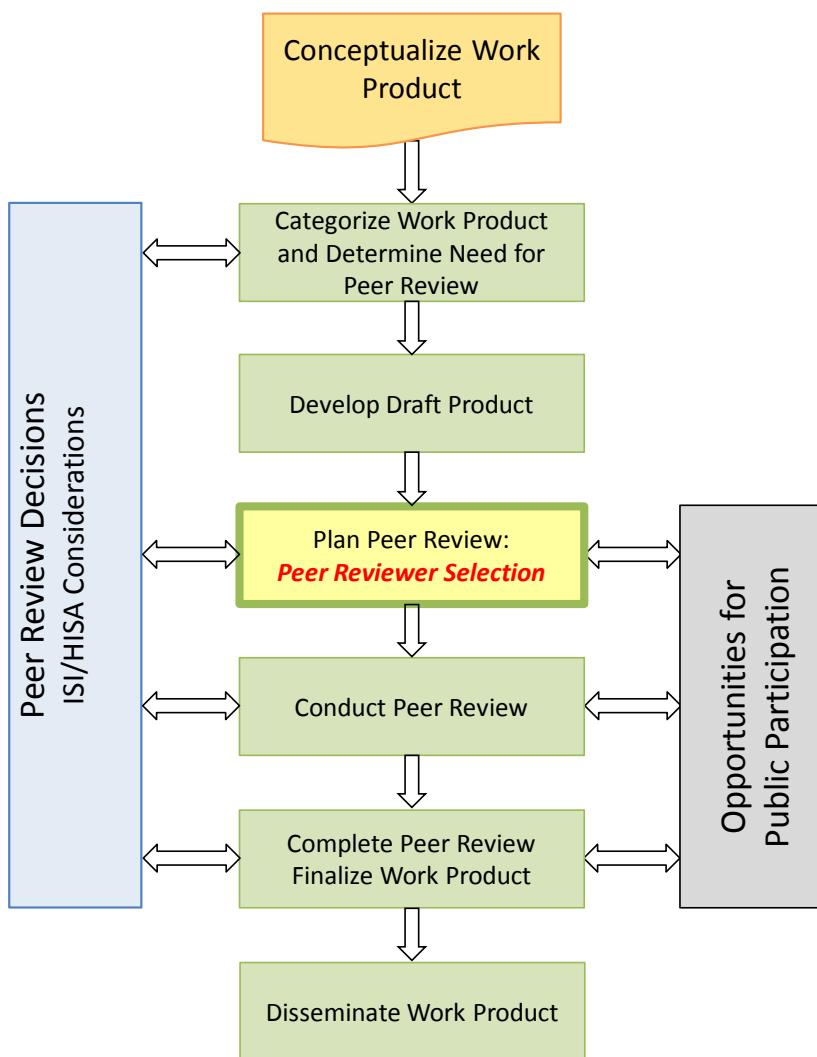 Conceptualize Work
Product
Categorize Work Product
and Determine Need for
Peer Review
Develop Draft Product
Peer Review Decisions
ISI/HISA Considerations
Plan Peer Review:
Peer Reviewer Selection
Opportunities for
Public Participation
Conduct Peer Review
Complete Peer Review
Finalize Work Product
Disseminate Work Product